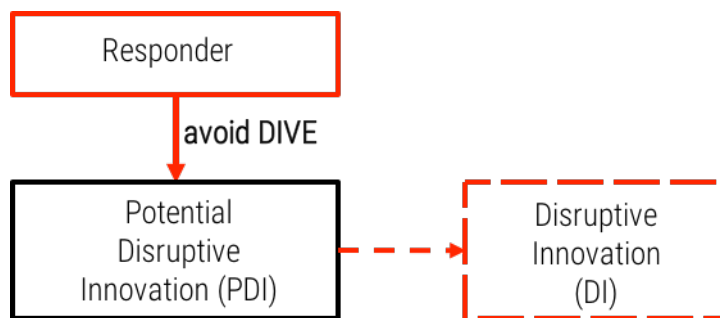 Responder
avoid DIVE
Potential
Disruptive
Innovation (PDI)
Disruptive
Innovation
(DI)